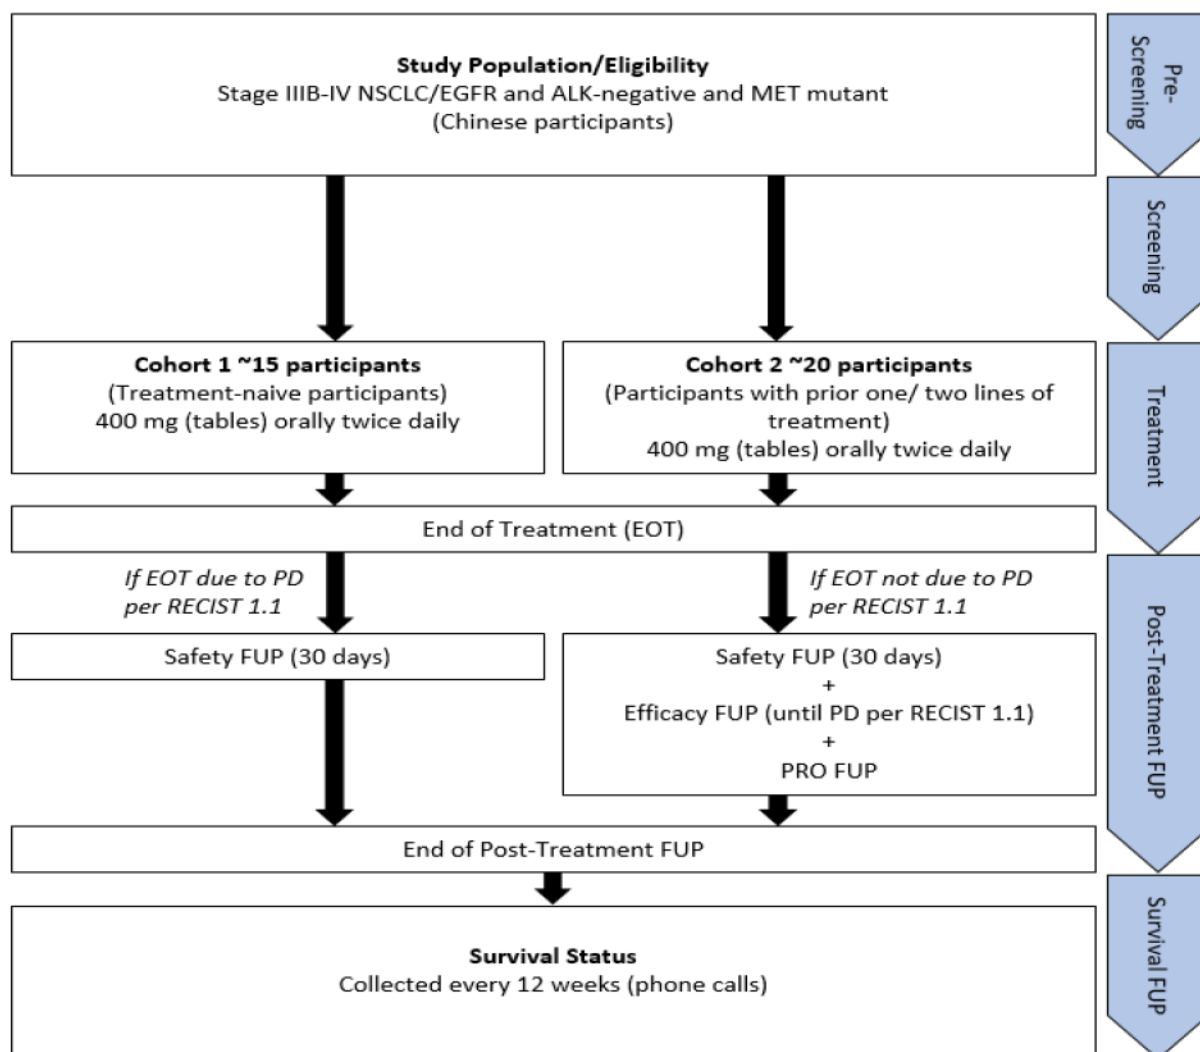 Study Population/Eligibility
Stage IIIB-IV NSCLC/EGFR and ALK-negative and MET mutant
(Chinese participants)
Pre-
Screening
Screening
Cohort 1 ~15 participants
(Treatment-naive participants)
400 mg (tables) orally twice daily
Cohort 2 ~20 participants
(Participants with prior one/ two lines of
treatment)
400 mg (tables) orally twice daily
Treatment
End of Treatment (EOT)
If EOT due to PD
per RECIST 1.1
If EOT not due to PD
per RECIST 1.1
Safety FUP (30 days)
Safety FUP (30 days)
+
Efficacy FUP (until PD per RECIST 1.1)
+
PRO FUP
Post-Treatment FUP
End of Post-Treatment FUP
Survival Status
Collected every 12 weeks (phone calls)
Survival FUP